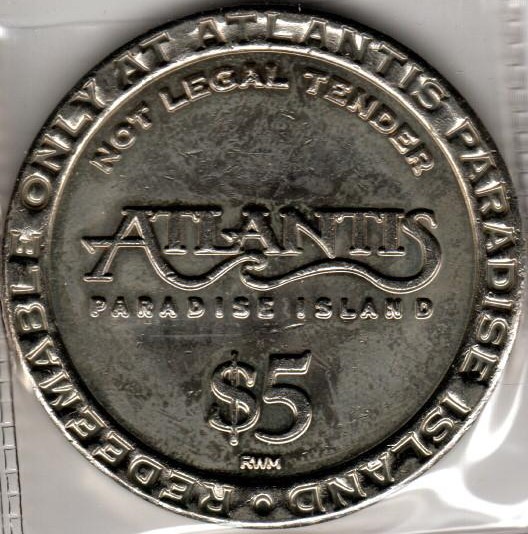 REDEEMABLE ONLY AT ATLANTIS PARADISE ISLAND •
NOT LEGAL TENDER
ATLANTIS
PARADISE ISLAND
$5
RWM